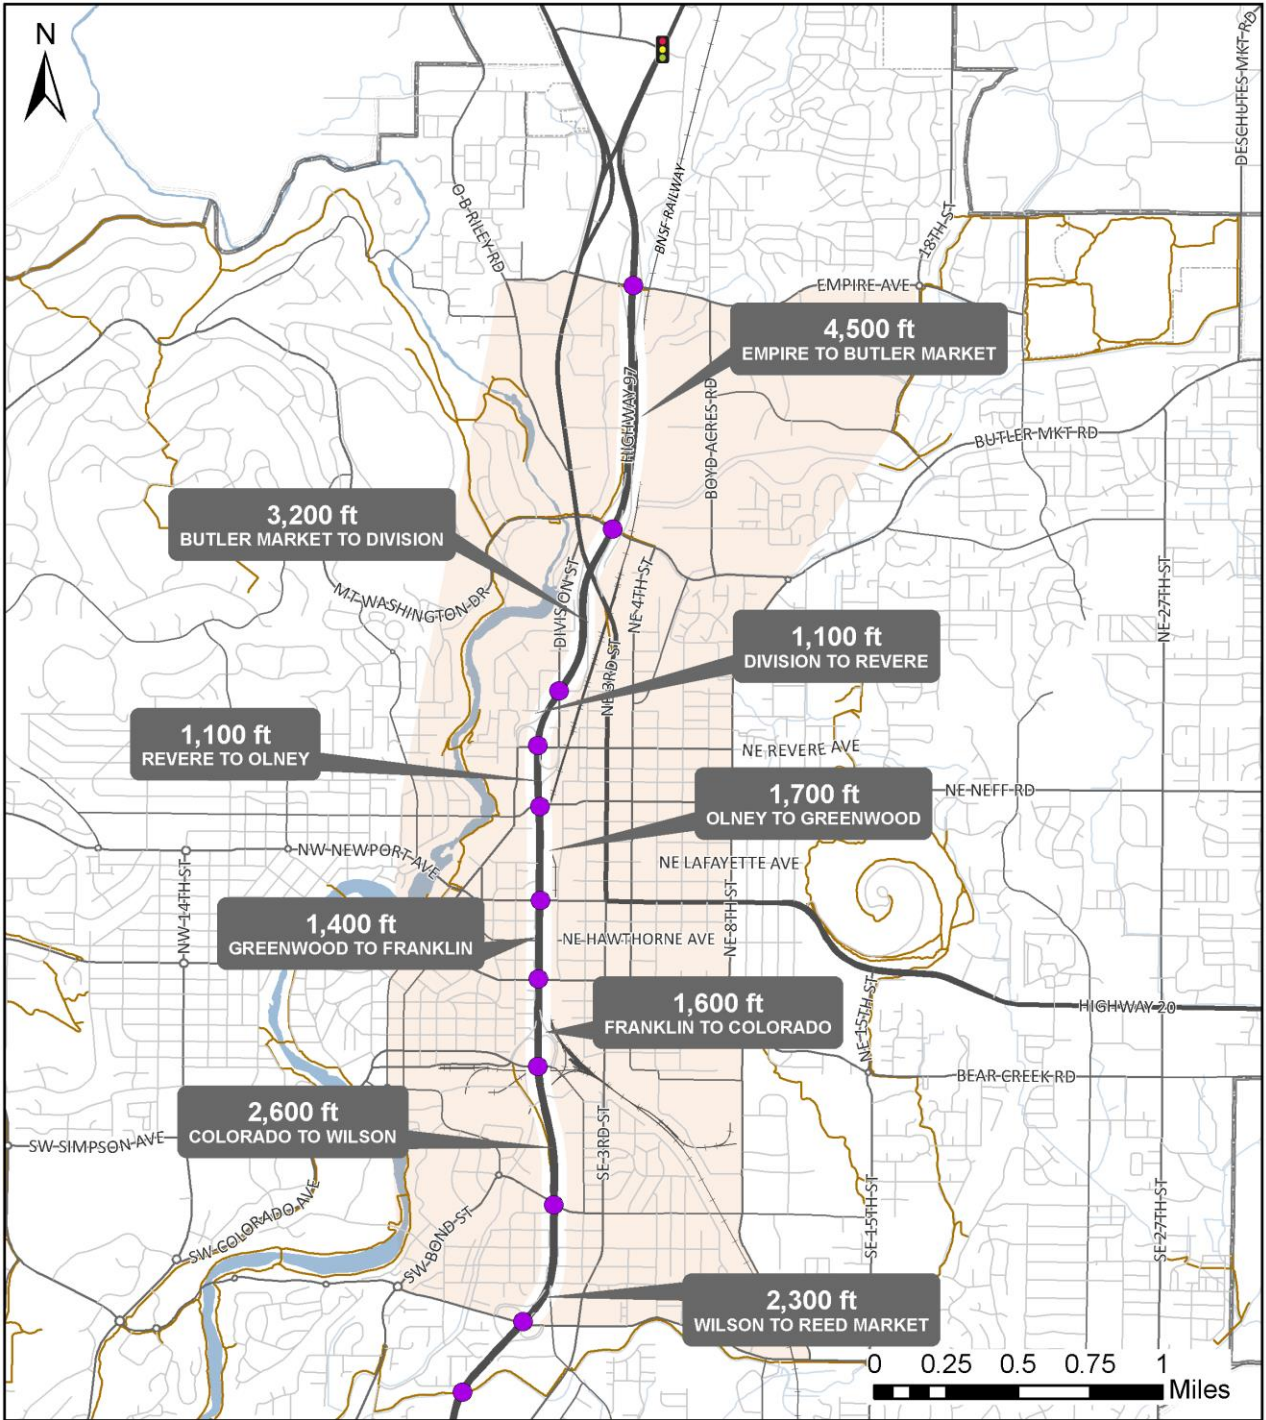 N
DESCHUTES MKT RD
O B RILEY RD
BNSF RAILWAY
18TH ST
EMPIRE AVE
4,500 ft
EMPIRE TO BUTLER MARKET
HIGHWAY 97
BOYD ACRES RD
BUTLER MKT RD
3,200 ft
BUTLER MARKET TO DIVISION
MT WASHINGTON DR
DIVISION ST
NE 4TH ST
NE 27TH ST
1,100 ft
DIVISION TO REVERE
NE 3RD ST
1,100 ft
REVERE TO OLNEY
NE REVERE AVE
1,700 ft
OLNEY TO GREENWOOD
NE NEFF RD
NW NEWPORT AVE
NE LAFAYETTE AVE
NW 14TH ST
NE 8TH ST
1,400 ft
GREENWOOD TO FRANKLIN
NE HAWTHORNE AVE
1,600 ft
FRANKLIN TO COLORADO
NE 15TH ST
HIGHWAY 20
BEAR CREEK RD
2,600 ft
COLORADO TO WILSON
SW SIMPSON AVE
SE 3RD ST
SW COLORADO AVE
SW BOND ST
SE 15TH ST
SE 27TH ST
2,300 ft
WILSON TO REED MARKET
0 0.25 0.5 0.75 1
Miles